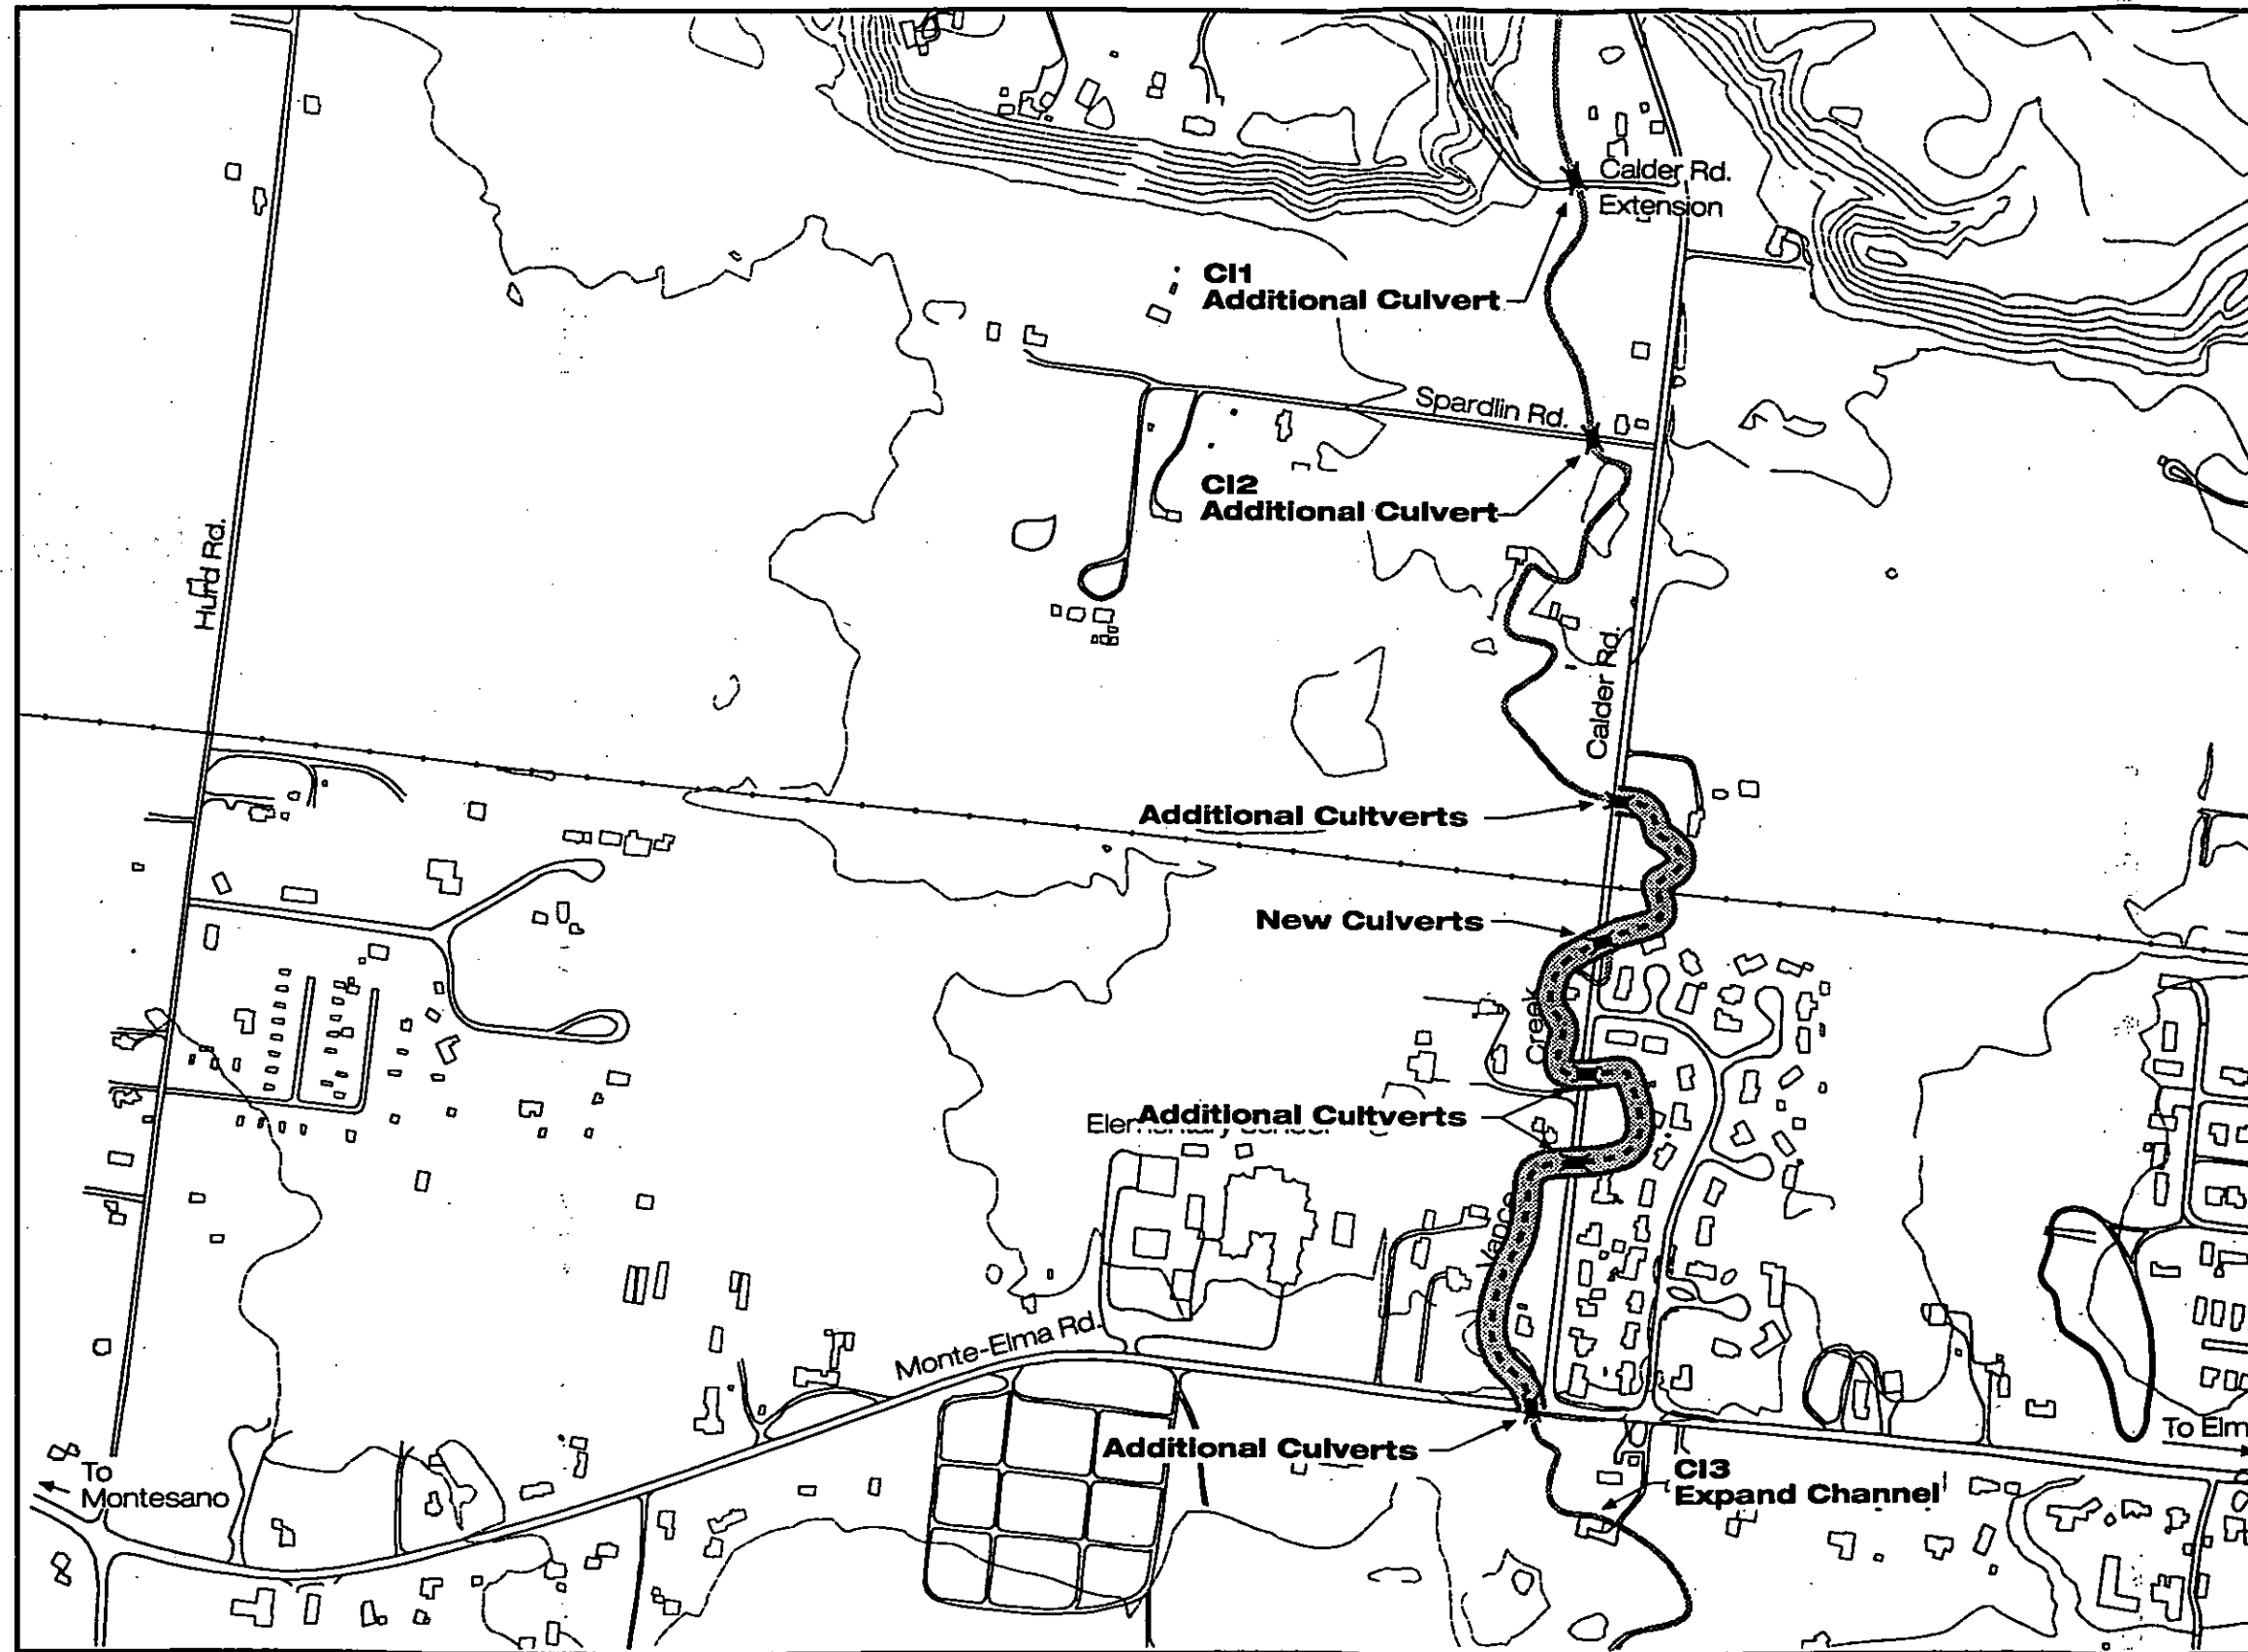 Calder Rd.
Extension
CI1
Additional Culvert
Spardlin Rd.
CI2
Additional Culvert
Hurd Rd.
Calder Rd.
Additional Cultverts
New Culverts
Creek
Additional Cultverts
Vance
Monte-Elma Rd.
Additional Culverts
To Elm
CI3
Expand Channel
To
Montesano